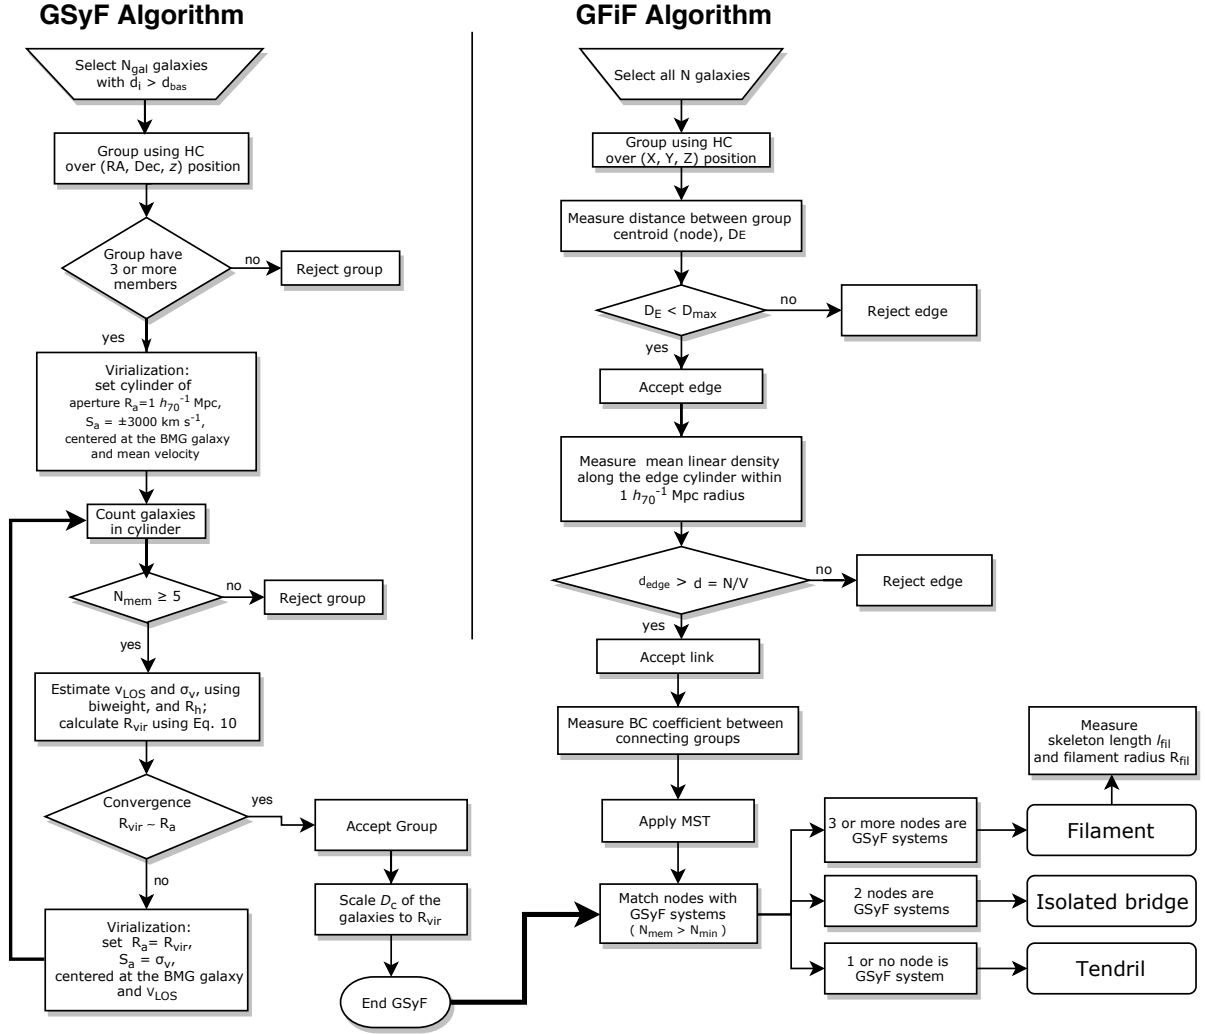 GSyF Algorithm
Select N_gal galaxies
with d_i > d_bas
Group using HC
over (RA, Dec, z) position
Group have
3 or more
members
no
Reject group
yes
Virialization:
set cylinder of
aperture R_a=1 h_70^-1 Mpc,
S_a = ±3000 km s^-1,
centered at the BMG galaxy
and mean velocity
Count galaxies
in cylinder
N_mem ≥ 5
no
Reject group
yes
Estimate v_LOS and σ_v, using
biweight, and R_h;
calculate R_vir using Eq. 10
Convergence
R_vir ~ R_a
yes
Accept Group
Scale D_c of the
galaxies to R_vir
End GSyF
no
Virialization:
set R_a= R_vir,
S_a = σ_v,
centered at the BMG galaxy
and v_LOS
GFiF Algorithm
Select all N galaxies
Group using HC
over (X, Y, Z) position
Measure distance between group
centroid (node), DE
D_E < D_max
no
Reject edge
yes
Accept edge
Measure mean linear density
along the edge cylinder within
1 h_70^-1 Mpc radius
d_edge > d = N/V
no
Reject edge
yes
Accept link
Measure BC coefficient between
connecting groups
Apply MST
Match nodes with
GSyF systems
( N_mem > N_min )
3 or more nodes are
GSyF systems
Filament
Measure
skeleton length l_fil
and filament radius R_fil
2 nodes are
GSyF systems
Isolated bridge
1 or no node is
GSyF system
Tendril